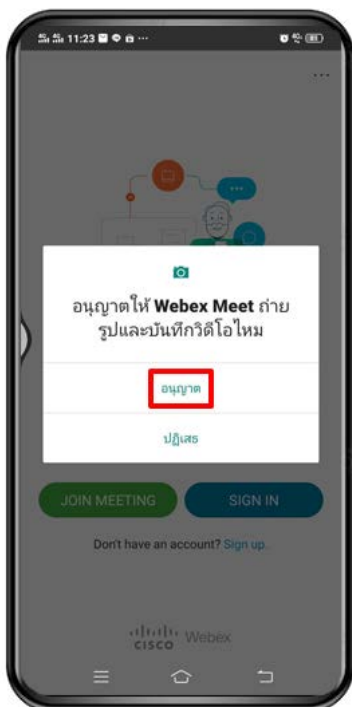 11:23
...
อนุญาตให้ Webex Meet ถ่าย
รูปและบันทึกวิดีโอไหม
อนุญาต
ปฏิเสธ
JOIN MEETING
SIGN IN
Don't have an account? Sign up.
cisco Webex